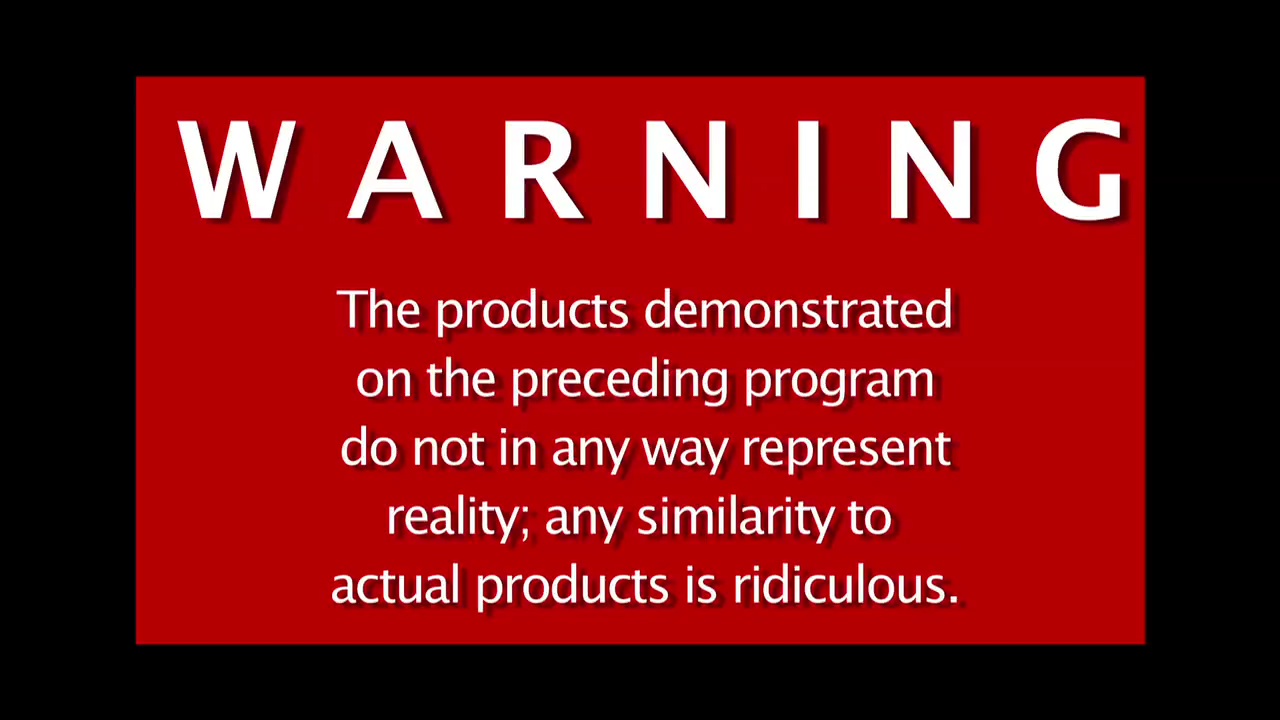 WARNING
The products demonstrated
on the preceding program
do not in any way represent
reality; any similarity to
actual products is ridiculous.